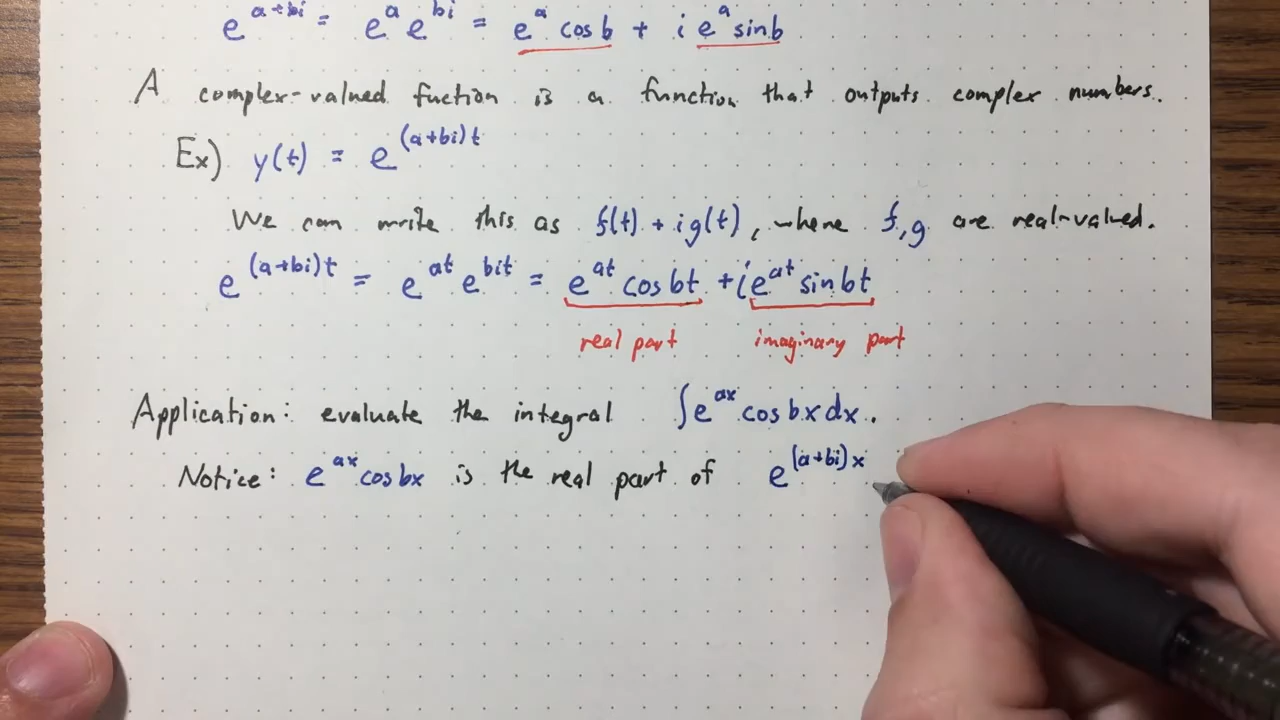 e^{a+bi} = e^a e^{bi} = e^a cos b + i e^a sin b
A complex-valued fuction is a function that outputs complex numbers.
Ex) y(t) = e^{(a+bi)t}
We can write this as f(t) + ig(t), where f,g are real-valued.
e^{(a+bi)t} = e^{at} e^{bit} = e^{at} cos bt + i e^{at} sin bt
real part imaginary part
Application: evaluate the integral ∫e^{ax} cos bx dx.
Notice: e^{ax} cos bx is the real part of e^{(a+bi)x}